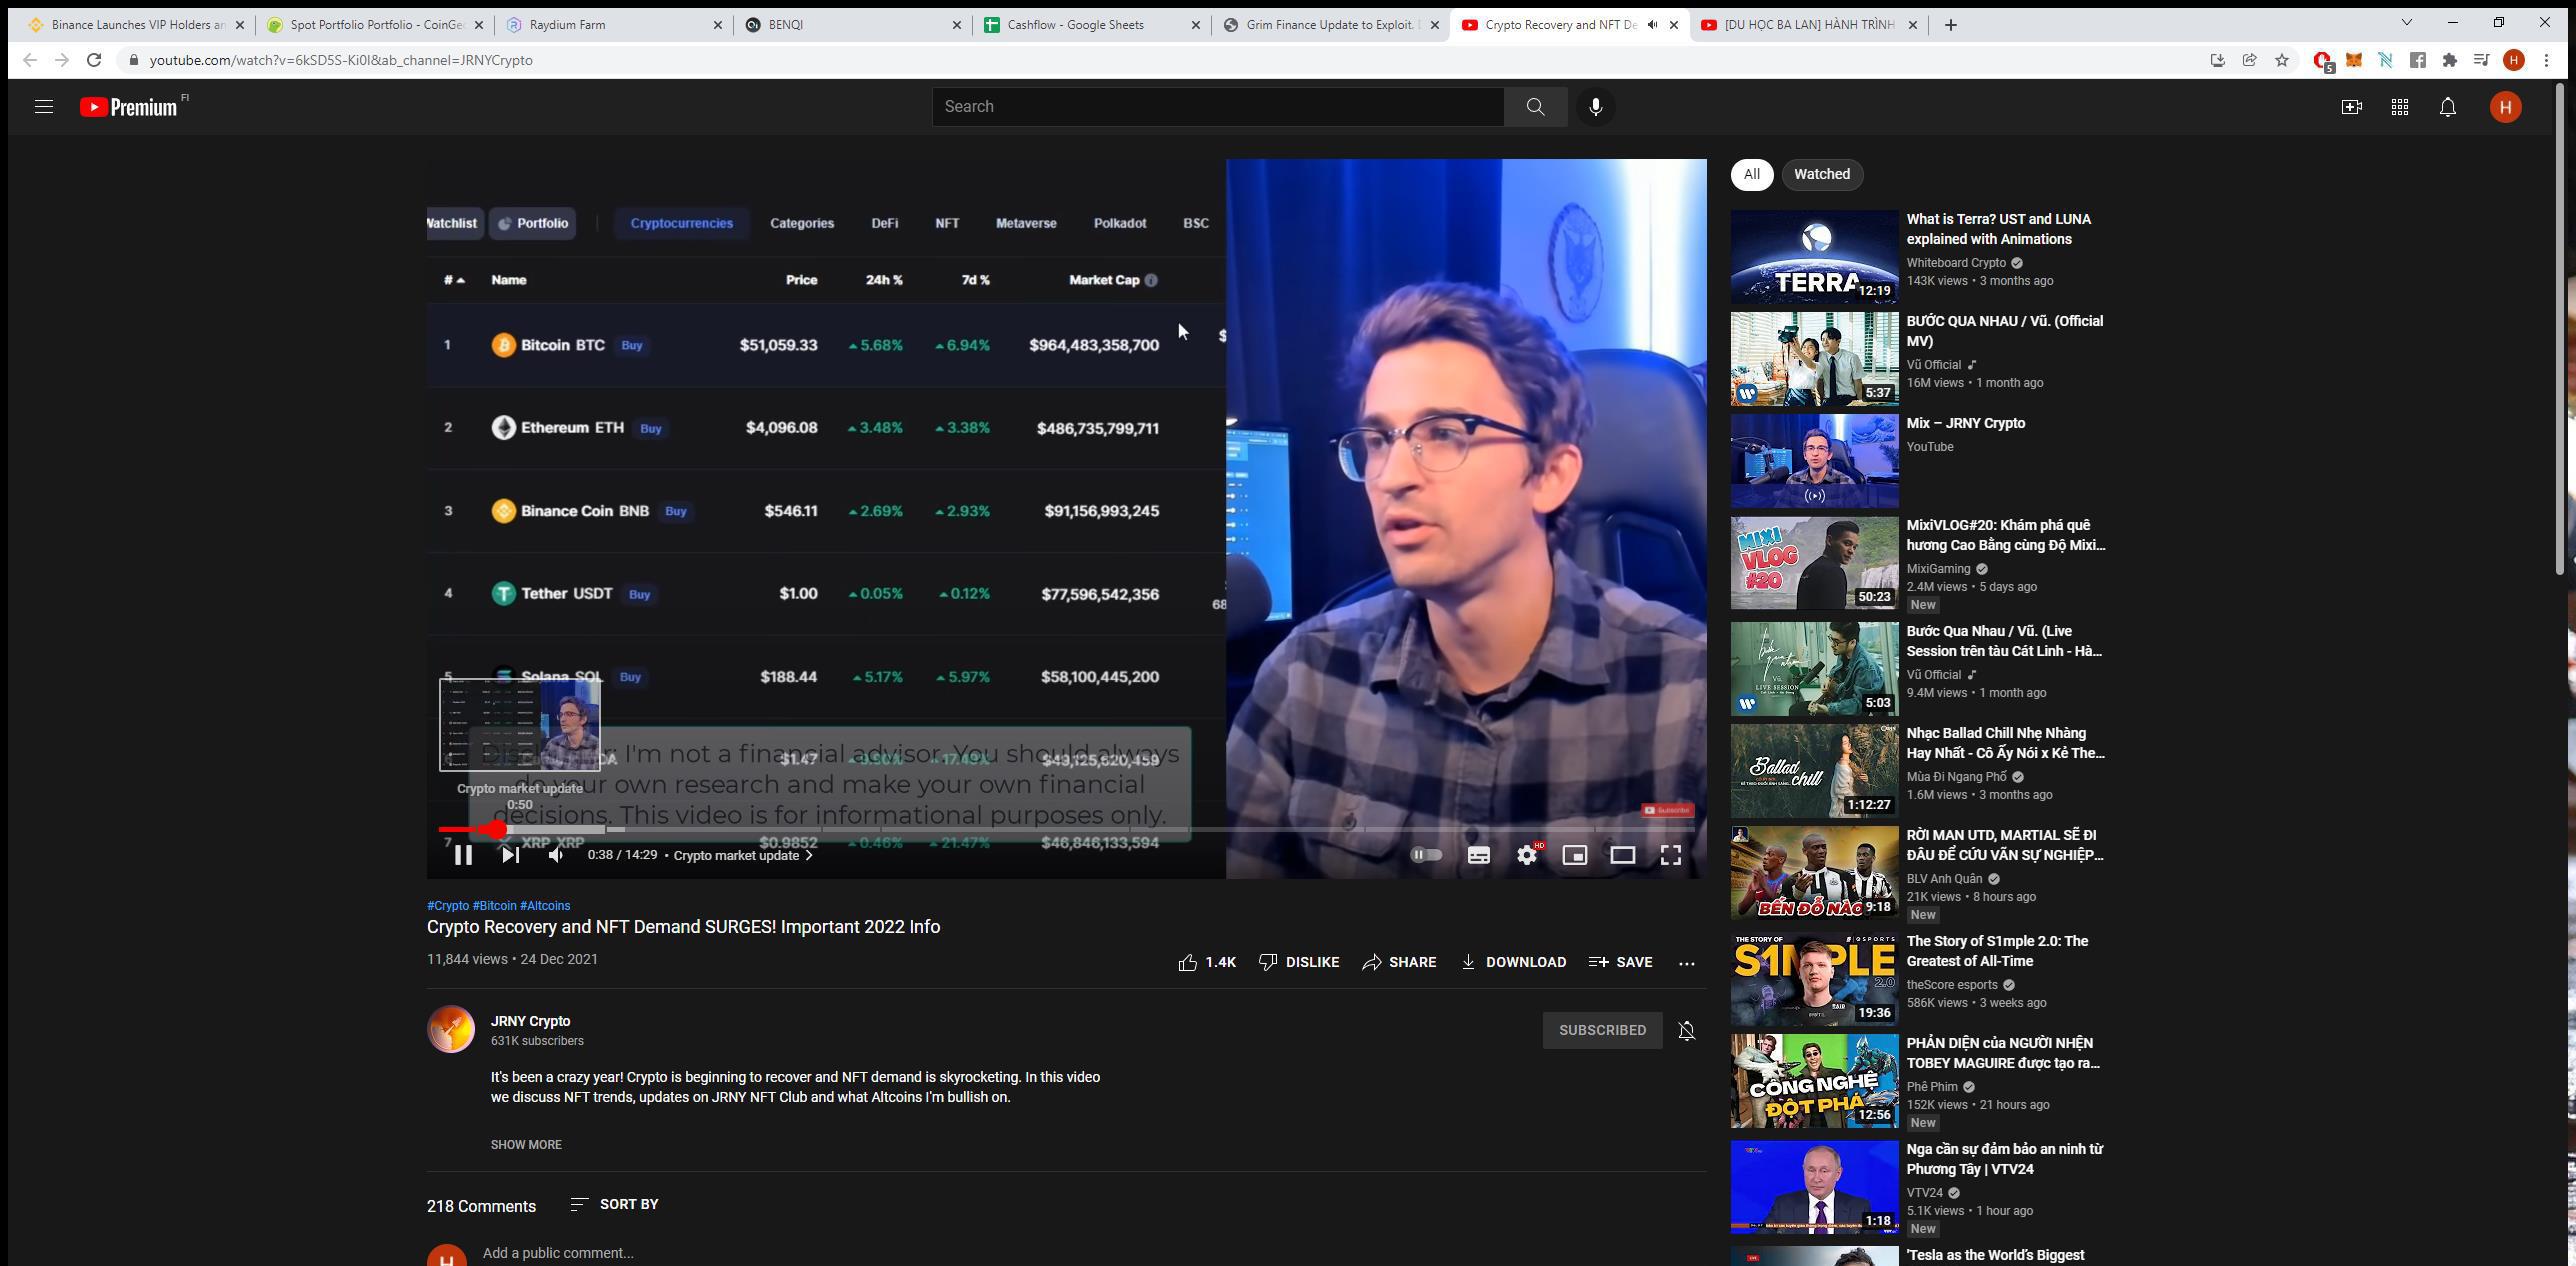 Binance Launches VIP Holders an
Spot Portfolio Portfolio - CoinGec
Raydium Farm
BENQI
Cashflow - Google Sheets
Grim Finance Update to Exploit.
Crypto Recovery and NFT De
[DU HỌC BA LAN] HÀNH TRÌNH
youtube.com/watch?v=6kSD5S-Ki0I&ab_channel=JRNYCrypto
5
H
Premium FI
Search
H
Watchlist Portfolio Cryptocurrencies Categories DeFi NFT Metaverse Polkadot BSC
# Name Price 24h % 7d % Market Cap
1 Bitcoin BTC Buy $51,059.33 5.68% 6.94% $964,483,358,700 $
2 Ethereum ETH Buy $4,096.08 3.48% 3.38% $486,735,799,711
3 Binance Coin BNB Buy $546.11 2.69% 2.93% $91,156,993,245
4 Tether USDT Buy $1.00 0.05% 0.12% $77,596,542,356
68
5 Solana SOL Buy $188.44 5.17% 5.97% $58,100,445,200
$1.47 $49,125,620,459
I'm not a financial advisor. You should always
do your own research and make your own financial
decisions. This video is for informational purposes only.
Crypto market update
0:50
7 XRP XRP $0.9852 0.46% 21.47% $46,846,133,594
Subscribe
0:38 / 14:29 • Crypto market update
HD
#Crypto #Bitcoin #Altcoins
Crypto Recovery and NFT Demand SURGES! Important 2022 Info
11,844 views • 24 Dec 2021
1.4K DISLIKE SHARE DOWNLOAD SAVE
JRNY Crypto
631K subscribers
SUBSCRIBED
It's been a crazy year! Crypto is beginning to recover and NFT demand is skyrocketing. In this video
we discuss NFT trends, updates on JRNY NFT Club and what Altcoins I'm bullish on.
SHOW MORE
218 Comments SORT BY
H
Add a public comment...
All Watched
TERRA
12:19
What is Terra? UST and LUNA
explained with Animations
Whiteboard Crypto
143K views • 3 months ago
5:37
BƯỚC QUA NHAU / Vũ. (Official
MV)
Vũ Official
16M views • 1 month ago
Mix – JRNY Crypto
YouTube
MIXI
VLOG
#20
50:23
MixiVLOG#20: Khám phá quê
hương Cao Bằng cùng Độ Mixi...
MixiGaming
2.4M views • 5 days ago
New
LIVE SESSION
5:03
Bước Qua Nhau / Vũ. (Live
Session trên tàu Cát Linh - Hà...
Vũ Official
9.4M views • 1 month ago
Ballad
chill
1:12:27
Nhạc Ballad Chill Nhẹ Nhàng
Hay Nhất - Cô Ấy Nói x Kẻ The...
Mùa Đi Ngang Phố
1.6M views • 3 months ago
BẾN ĐỖ NÀO
9:18
RỜI MAN UTD, MARTIAL SẼ ĐI
ĐÂU ĐỂ CỨU VÃN SỰ NGHIỆP...
BLV Anh Quân
21K views • 8 hours ago
New
THE STORY OF
S1MPLE
2.0
19:36
The Story of S1mple 2.0: The
Greatest of All-Time
theScore esports
586K views • 3 weeks ago
CÔNG NGHỆ
ĐỘT PHÁ
12:56
PHẢN DIỆN của NGƯỜI NHỆN
TOBEY MAGUIRE được tạo ra...
Phê Phim
152K views • 21 hours ago
New
1:18
Nga cần sự đảm bảo an ninh từ
Phương Tây | VTV24
VTV24
5.1K views • 1 hour ago
New
'Tesla as the World's Biggest